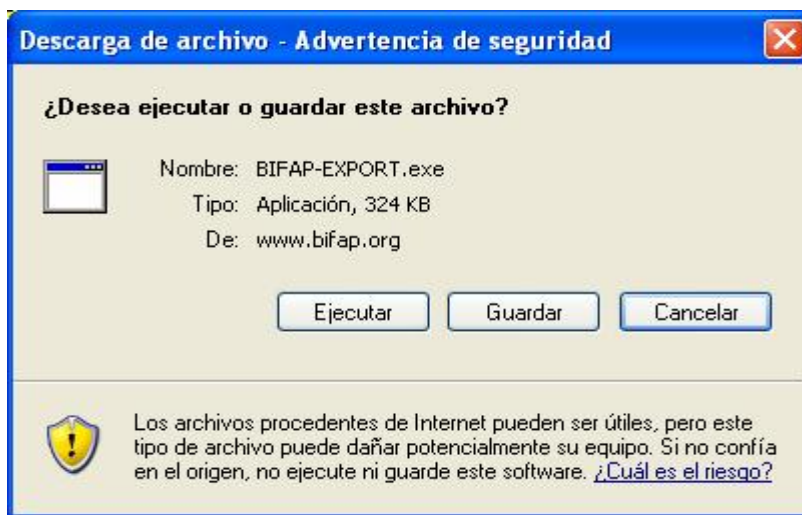 Descarga de archivo - Advertencia de seguridad
¿Desea ejecutar o guardar este archivo?
Nombre: BIFAP-EXPORT.exe
Tipo: Aplicación, 324 KB
De: www.bifap.org
Ejecutar Guardar Cancelar
Los archivos procedentes de Internet pueden ser útiles, pero este
tipo de archivo puede dañar potencialmente su equipo. Si no confía
en el origen, no ejecute ni guarde este software. ¿Cuál es el riesgo?